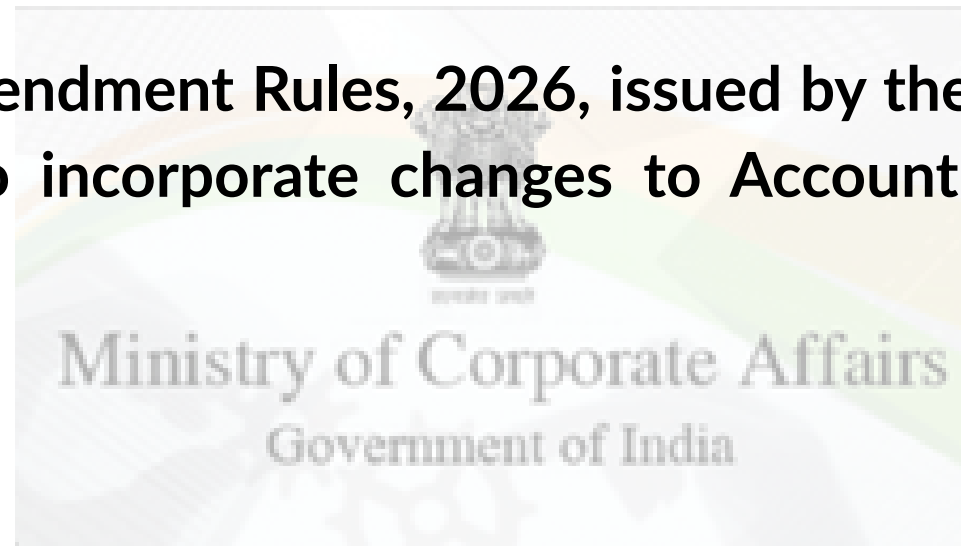 endment Rules, 2026, issued by the
o incorporate changes to Account
Ministry of Corporate Affairs
Government of India